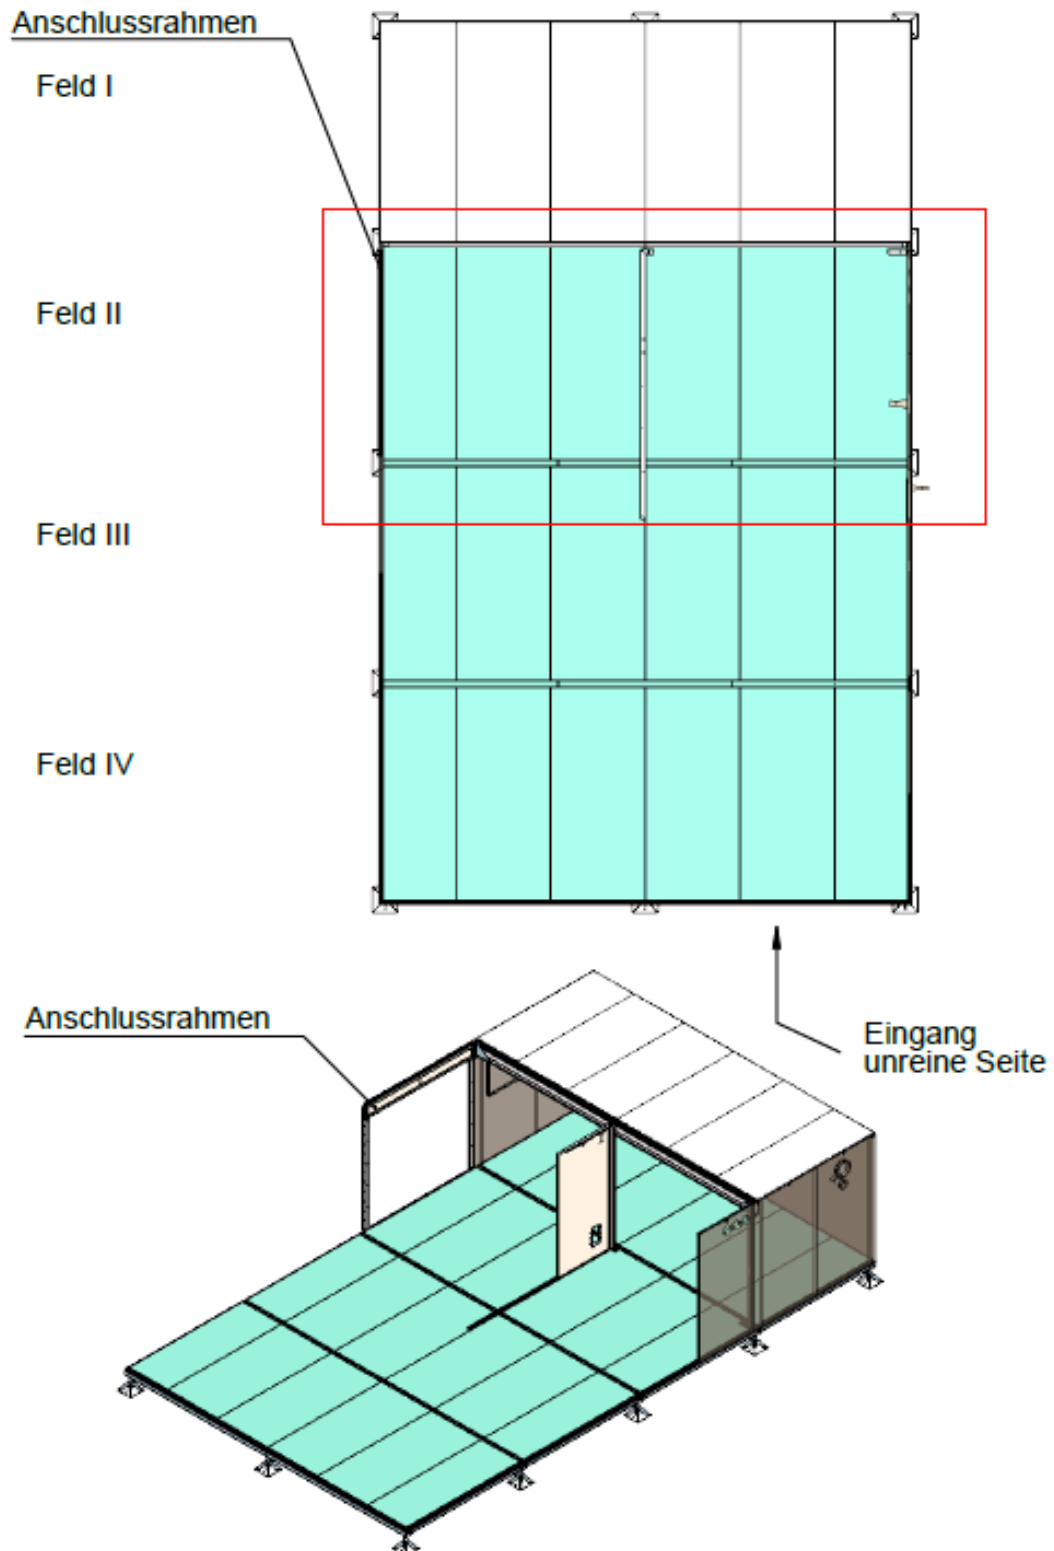 Anschlussrahmen
Feld I
Feld II
Feld III
Feld IV
Anschlussrahmen
Eingang
unreine Seite